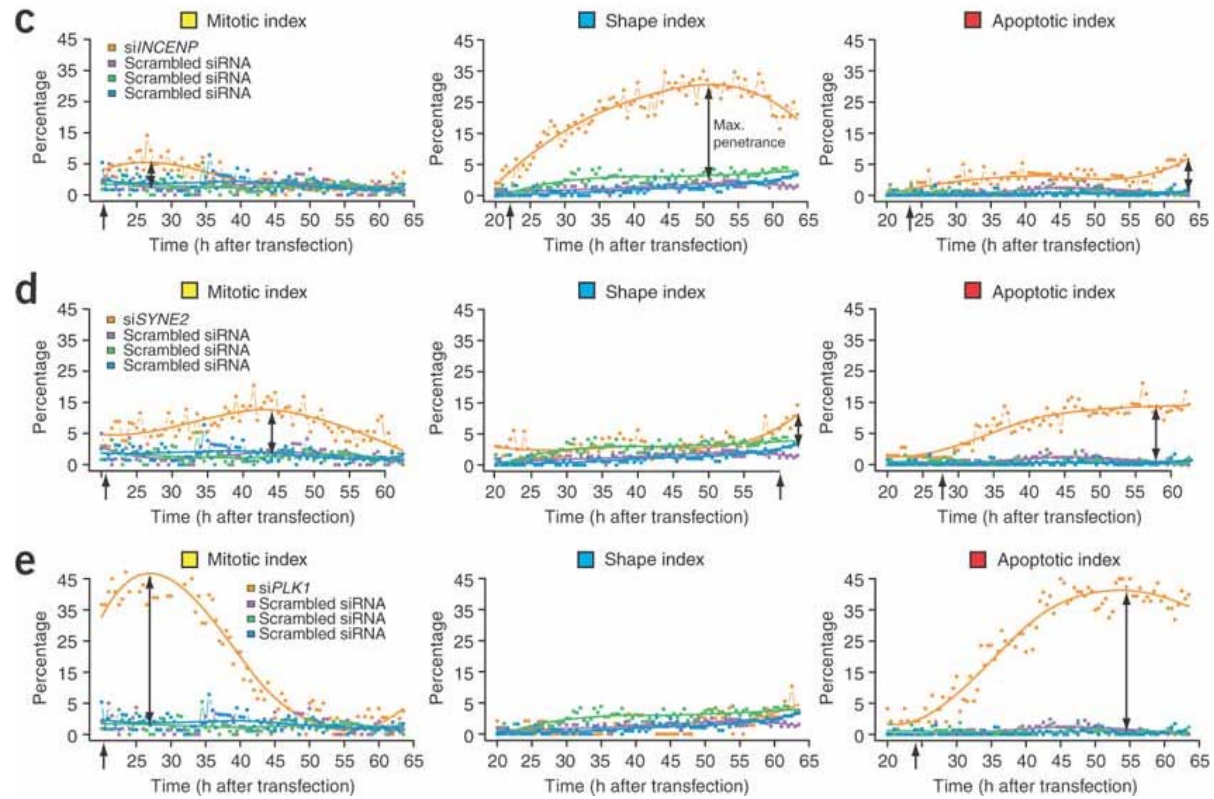 c
Mitotic index
Shape index
Apoptotic index
Percentage
45
35
25
15
5
0
siINCENP
Scrambled siRNA
Scrambled siRNA
Scrambled siRNA
25 30 35 40 45 50 55 60 65
Time (h after transfection)
Percentage
45
35
25
15
5
0
Max.
penetrance
20 25 30 35 40 45 50 55 60 65
Time (h after transfection)
Percentage
45
35
25
15
5
0
20 25 30 35 40 45 50 55 60 65
Time (h after transfection)
d
Mitotic index
Shape index
Apoptotic index
Percentage
45
35
25
15
5
0
siSYNE2
Scrambled siRNA
Scrambled siRNA
Scrambled siRNA
25 30 35 40 45 50 55 60
Time (h after transfection)
Percentage
45
35
25
15
5
0
20 25 30 35 40 45 50 55
Time (h after transfection)
Percentage
45
35
25
15
5
0
20 25 30 35 40 45 50 55 60
Time (h after transfection)
e
Mitotic index
Shape index
Apoptotic index
Percentage
45
35
25
15
5
0
siPLK1
Scrambled siRNA
Scrambled siRNA
Scrambled siRNA
25 30 35 40 45 50 55 60 65
Time (h after transfection)
Percentage
45
35
25
15
5
0
20 25 30 35 40 45 50 55 60 65
Time (h after transfection)
Percentage
45
35
25
15
5
0
20 25 30 35 40 45 50 55 60 65
Time (h after transfection)